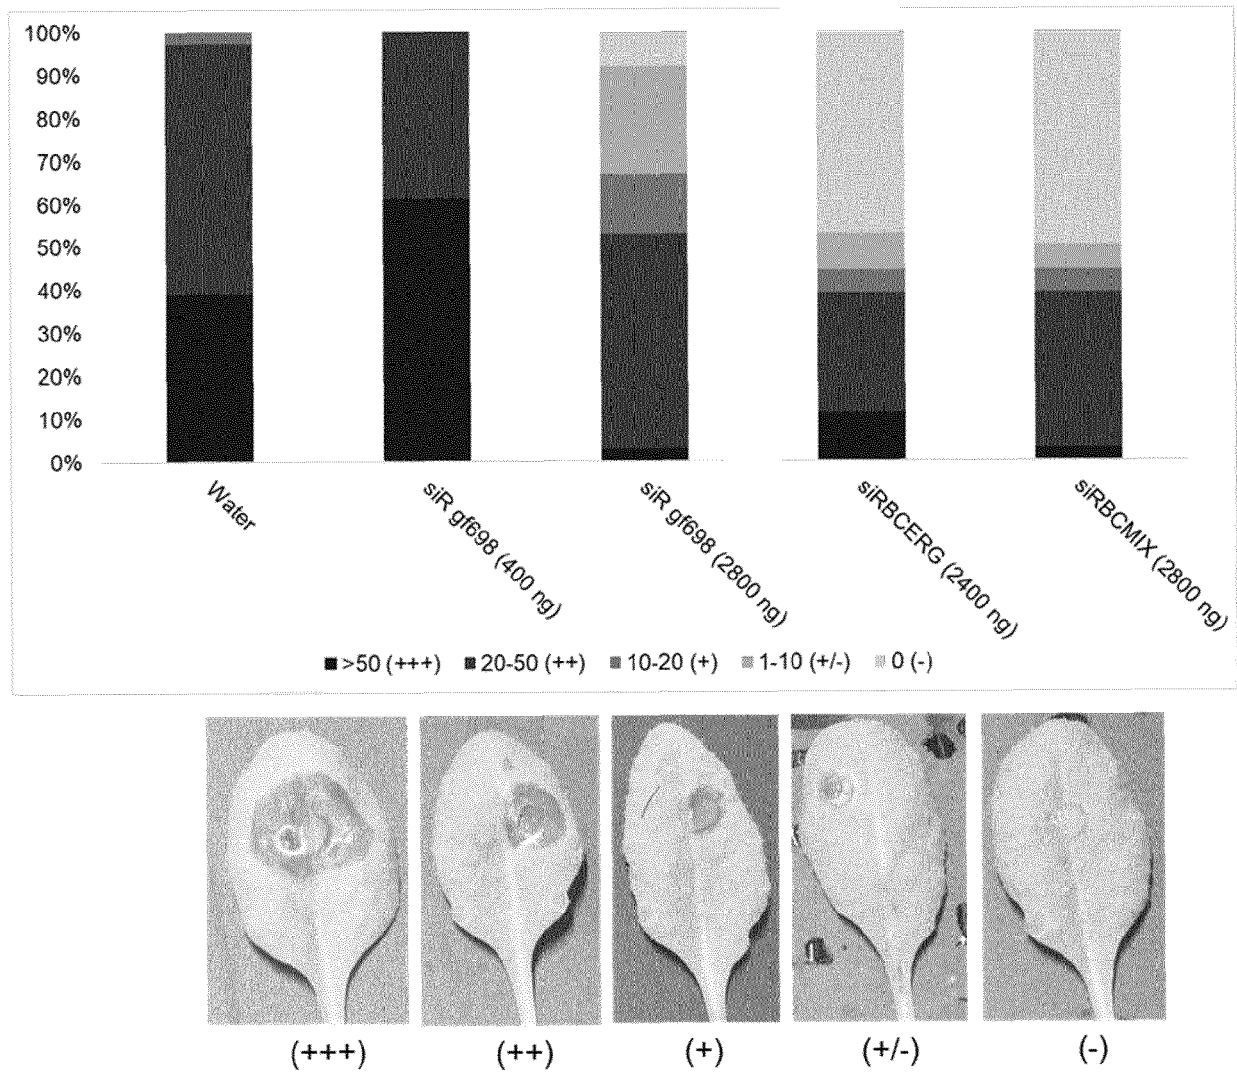 100%
90%
80%
70%
60%
50%
40%
30%
20%
10%
0%
Water
siR gf698 (400 ng)
siR gf698 (2800 ng)
siRBCERG (2400 ng)
siRBCMIX (2800 ng)
>50 (+++) 20-50 (++) 10-20 (+) 1-10 (+/-) 0 (-)
(+++) (++) (+) (+/-) (-)